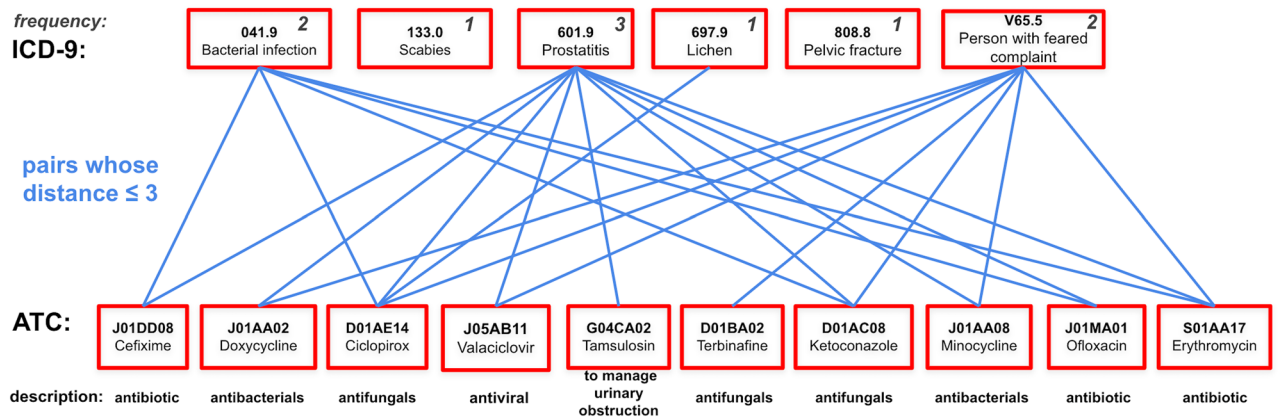 frequency:
ICD-9:
041.9 2
Bacterial infection
133.0 1
Scabies
601.9 3
Prostatitis
697.9 1
Lichen
808.8 1
Pelvic fracture
V65.5 2
Person with feared
complaint
pairs whose
distance ≤ 3
ATC:
J01DD08
Cefixime
J01AA02
Doxycycline
D01AE14
Ciclopirox
J05AB11
Valaciclovir
G04CA02
Tamsulosin
D01BA02
Terbinafine
D01AC08
Ketoconazole
J01AA08
Minocycline
J01MA01
Ofloxacin
S01AA17
Erythromycin
description:
antibiotic
antibacterials
antifungals
antiviral
to manage
urinary
obstruction
antifungals
antifungals
antibacterials
antibiotic
antibiotic